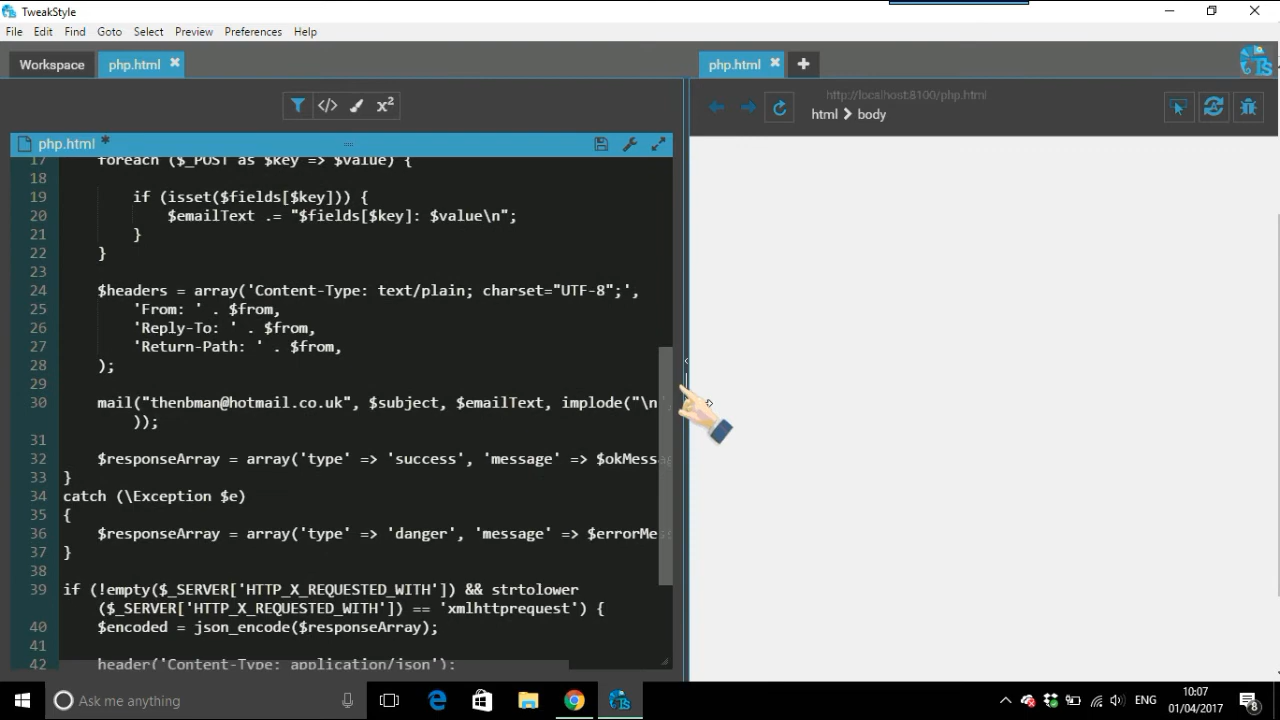 TweakStyle
File Edit Find Goto Select Preview Preferences Help
Workspace php.html php.html
x²
http://localhost:8100/php.html
html body
php.html *
17 foreach ($_POST as $key => $value) {
18
19 if (isset($fields[$key])) {
20 $emailText .= "$fields[$key]: $value\n";
21 }
22 }
23
24 $headers = array('Content-Type: text/plain; charset="UTF-8";',
25 'From: ' . $from,
26 'Reply-To: ' . $from,
27 'Return-Path: ' . $from,
28 );
29
30 mail("thenbman@hotmail.co.uk", $subject, $emailText, implode("\n"
));
31
32 $responseArray = array('type' => 'success', 'message' => $okMessa
33 }
34 catch (\Exception $e)
35 {
36 $responseArray = array('type' => 'danger', 'message' => $errorMe
37 }
38
39 if (!empty($_SERVER['HTTP_X_REQUESTED_WITH']) && strtolower
($_SERVER['HTTP_X_REQUESTED_WITH']) == 'xmlhttprequest') {
40 $encoded = json_encode($responseArray);
41
42 header('Content-Type: application/json');
Ask me anything
ENG
10:07
01/04/2017
8